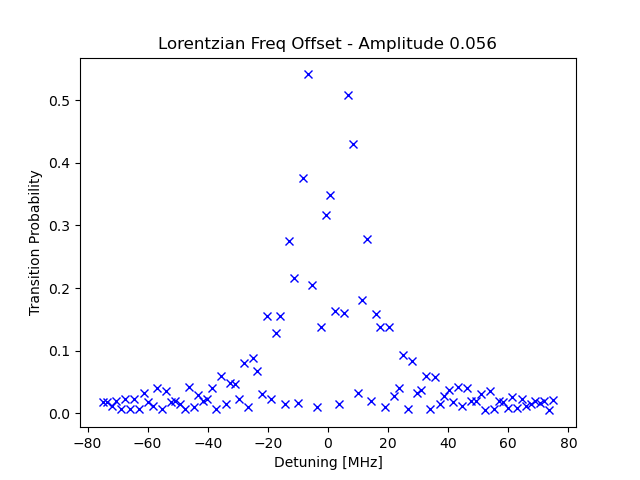 Lorentzian Freq Offset - Amplitude 0.056
Transition Probability
0.5
0.4
0.3
0.2
0.1
0.0
−80 −60 −40 −20 0 20 40 60 80
Detuning [MHz]